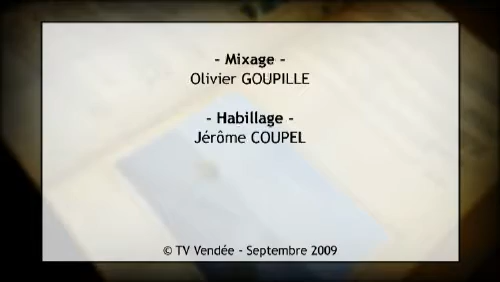 - Mixage -
Olivier GOUPILLE
- Habillage -
Jérôme COUPEL
© TV Vendée - Septembre 2009